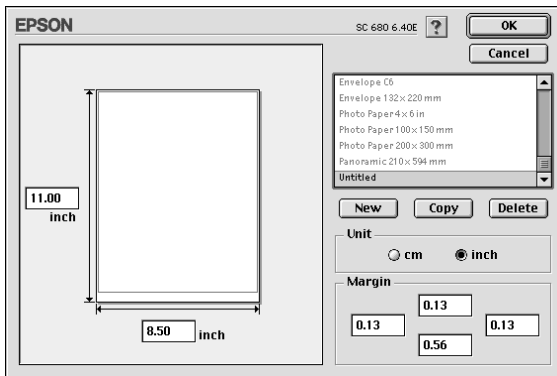 EPSON
SC 680 6.40E
?
OK
Cancel
Envelope C6
Envelope 132 x 220 mm
Photo Paper 4 x 6 in
Photo Paper 100 x 150 mm
Photo Paper 200 x 300 mm
Panoramic 210 x 594 mm
Untitled
New Copy Delete
Unit
cm inch
Margin
0.13
0.13 0.13
0.56
11.00
inch
8.50 inch